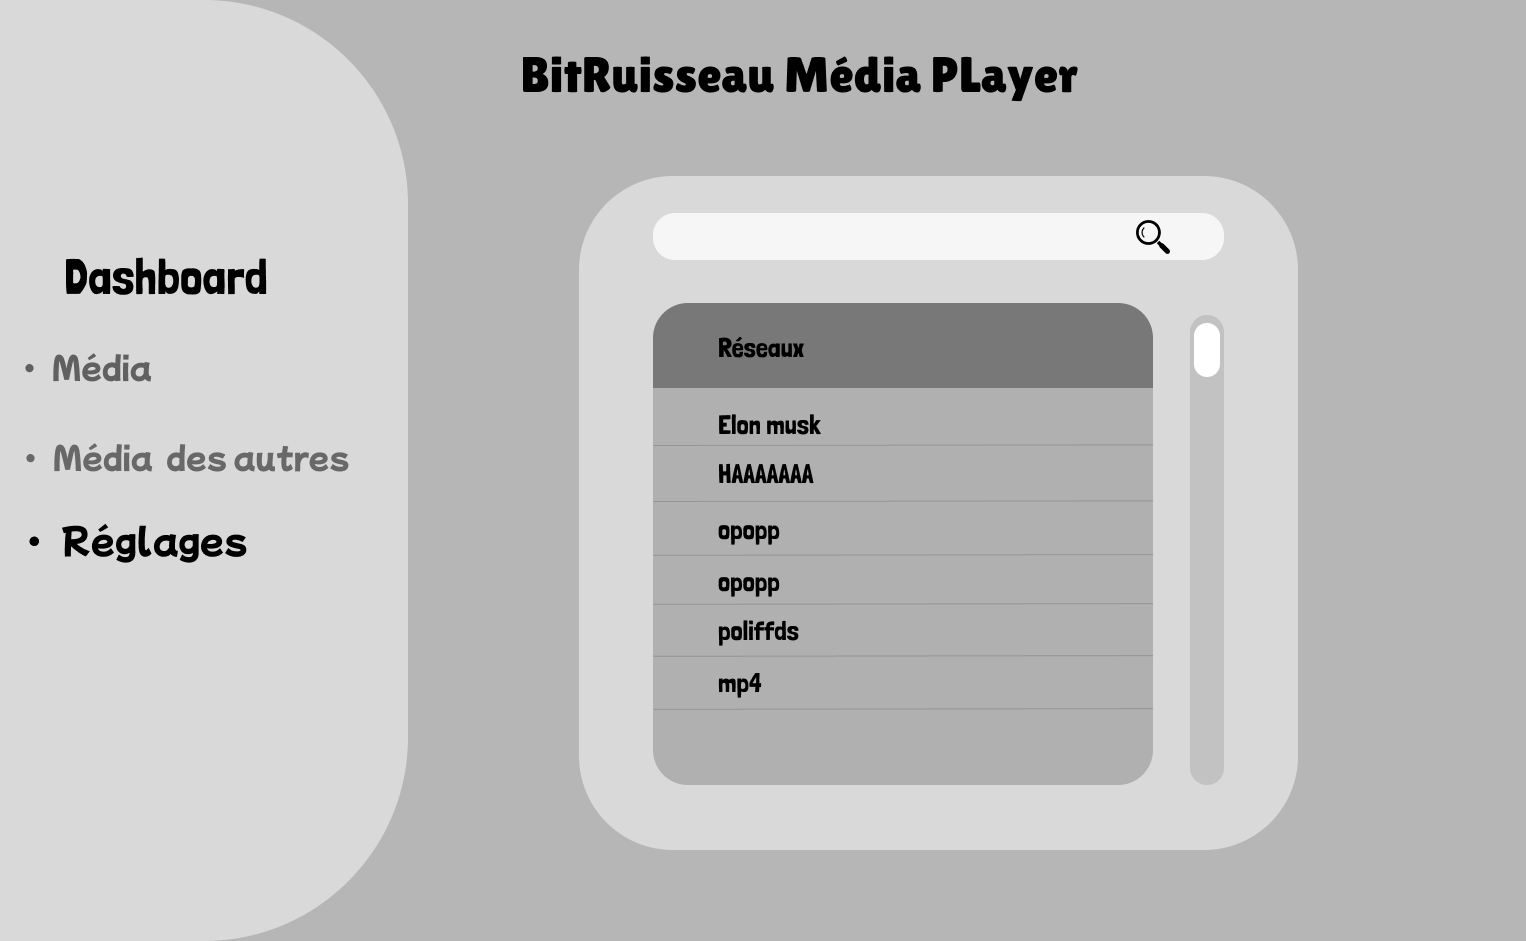 BitRuisseau Média PLayer
Dashboard
• Média
• Média des autres
• Réglages
Réseaux
Elon musk
HAAAAAAA
opopp
opopp
poliffds
mp4